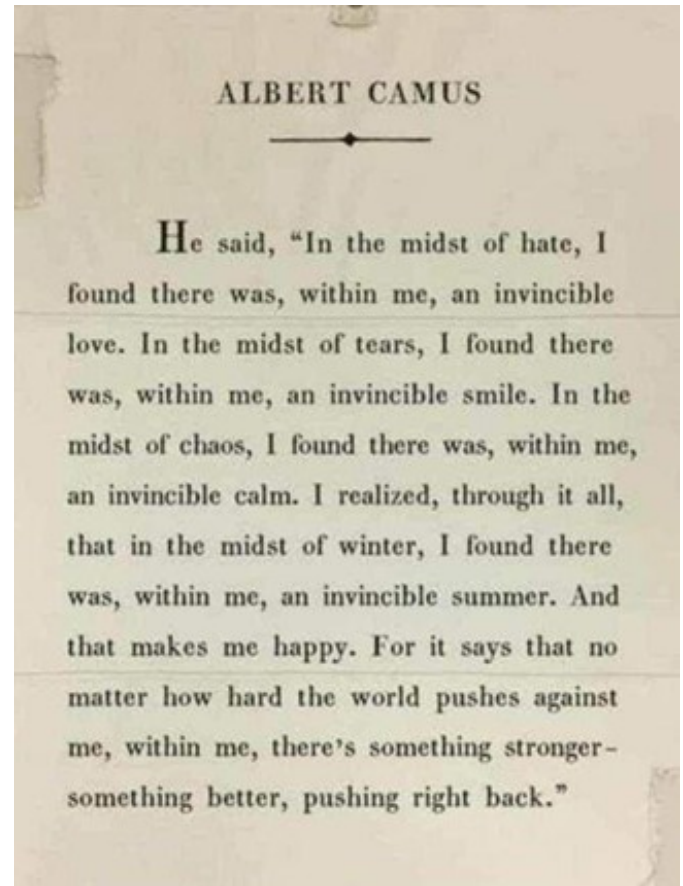 ALBERT CAMUS
He said, “In the midst of hate, I
found there was, within me, an invincible
love. In the midst of tears, I found there
was, within me, an invincible smile. In the
midst of chaos, I found there was, within me,
an invincible calm. I realized, through it all,
that in the midst of winter, I found there
was, within me, an invincible summer. And
that makes me happy. For it says that no
matter how hard the world pushes against
me, within me, there’s something stronger–
something better, pushing right back.”